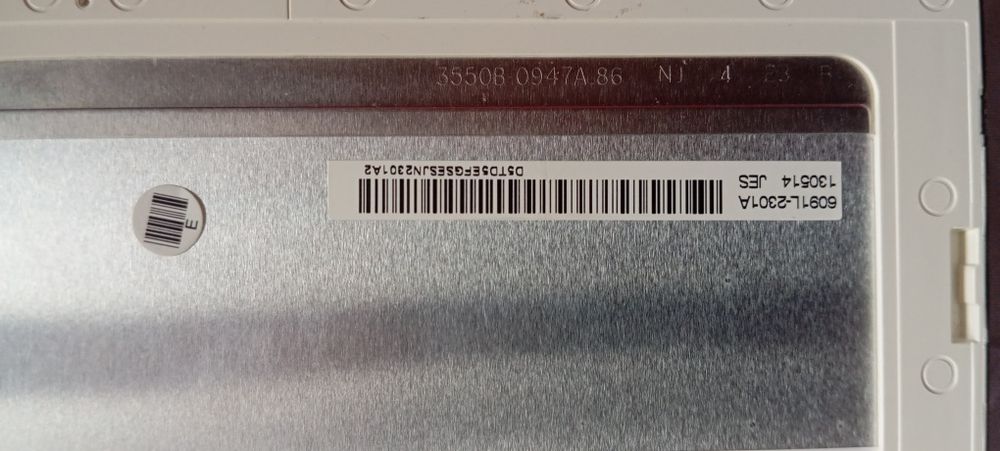 35508 0947A 86 NJ 4 23 B
6091L-2301A
130514 JES
D5TD5EFGSESJN2301A2
E